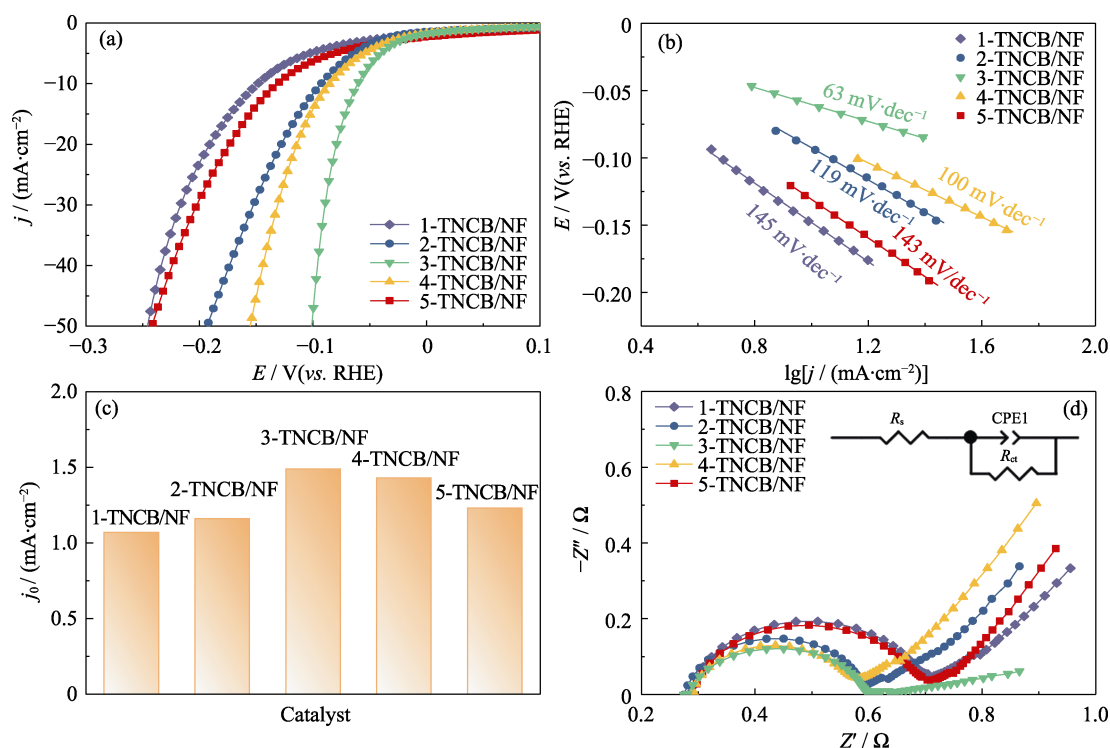 (a)
0
−10
−20
−30
−40
−50
j / (mA·cm−2)
1-TNCB/NF
2-TNCB/NF
3-TNCB/NF
4-TNCB/NF
5-TNCB/NF
−0.3
−0.2
−0.1
0
0.1
E / V(vs. RHE)
(b)
0
−0.05
−0.10
−0.15
−0.20
E / V(vs. RHE)
1-TNCB/NF
2-TNCB/NF
3-TNCB/NF
4-TNCB/NF
5-TNCB/NF
63 mV·dec−1
100 mV·dec−1
119 mV·dec−1
143 mV/dec−1
145 mV·dec−1
0.4
0.8
1.2
1.6
2.0
lg[j / (mA·cm−2)]
(c)
2.0
1.5
1.0
0.5
0
j0 / (mA·cm−2)
1-TNCB/NF
2-TNCB/NF
3-TNCB/NF
4-TNCB/NF
5-TNCB/NF
Catalyst
(d)
0.8
0.6
0.4
0.2
0
−Z″ / Ω
1-TNCB/NF
2-TNCB/NF
3-TNCB/NF
4-TNCB/NF
5-TNCB/NF
Rs
CPE1
Rct
0.2
0.4
0.6
0.8
1.0
Z′ / Ω